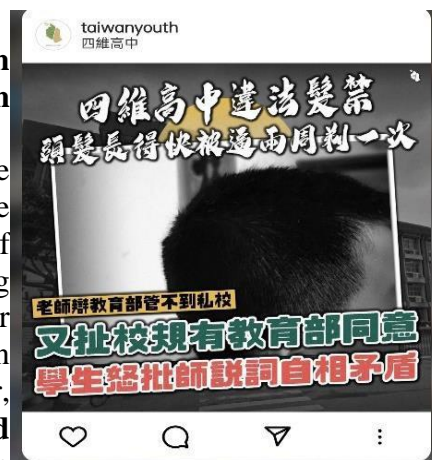 taiwanyouth
四維高中
四維高中違法髮禁
頭髮長得快被逼兩周剃一次
老師辯教育部管不到私校
又扯校規有教育部同意
學生怒批師說詞自相矛盾
n
n
e
e
f
g
r
n
,
d